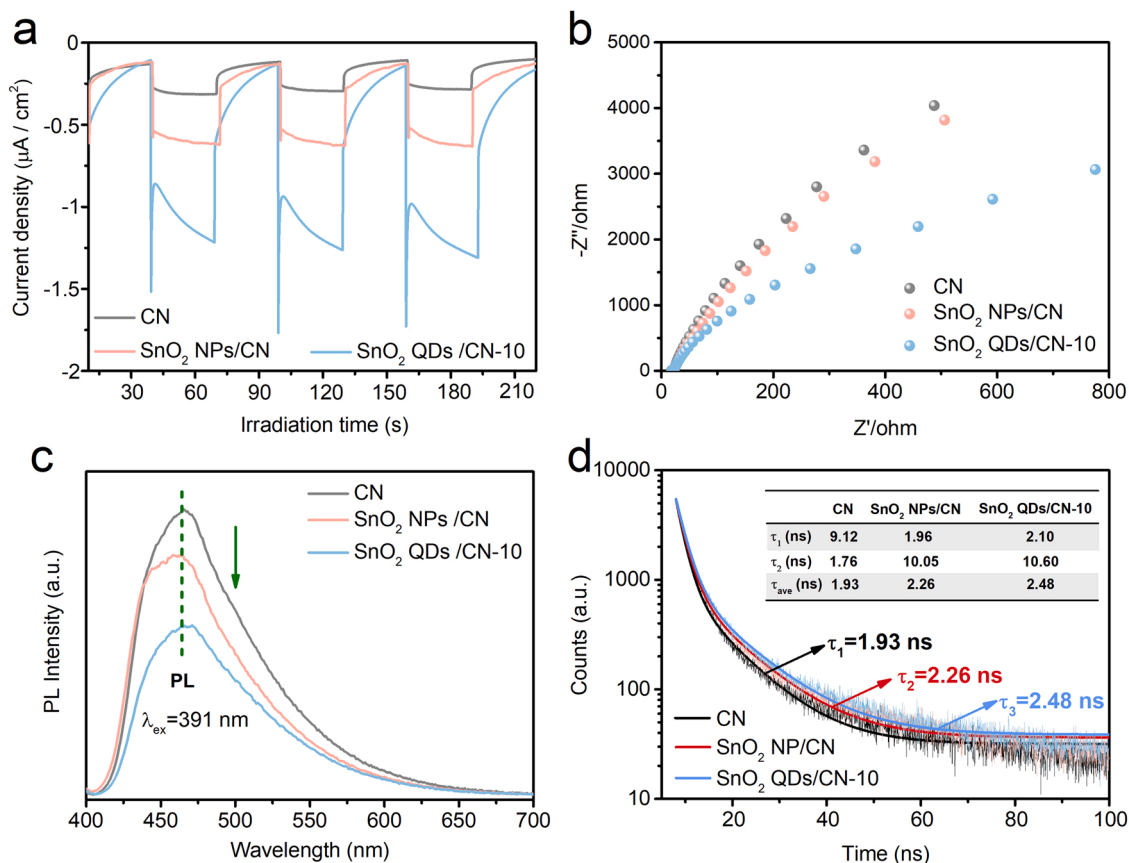 a
0
-0.5
-1
-1.5
-2
Current density (μA / cm²)
CN
SnO₂ NPs/CN
SnO₂ QDs /CN-10
30 60 90 120 150 180 210
Irradiation time (s)
b
5000
4000
3000
2000
1000
0
-Z''/ohm
CN
SnO₂ NPs/CN
SnO₂ QDs/CN-10
0 200 400 600 800
Z'/ohm
c
PL Intensity (a.u.)
CN
SnO₂ NPs /CN
SnO₂ QDs /CN-10
PL
λex=391 nm
400 450 500 550 600 650 700
Wavelength (nm)
d
10000
1000
100
10
Counts (a.u.)
CN SnO₂ NPs/CN SnO₂ QDs/CN-10
τ₁ (ns) 9.12 1.96 2.10
τ₂ (ns) 1.76 10.05 10.60
τave (ns) 1.93 2.26 2.48
τ₁=1.93 ns
τ₂=2.26 ns
τ₃=2.48 ns
CN
SnO₂ NP/CN
SnO₂ QDs/CN-10
20 40 60 80 100
Time (ns)